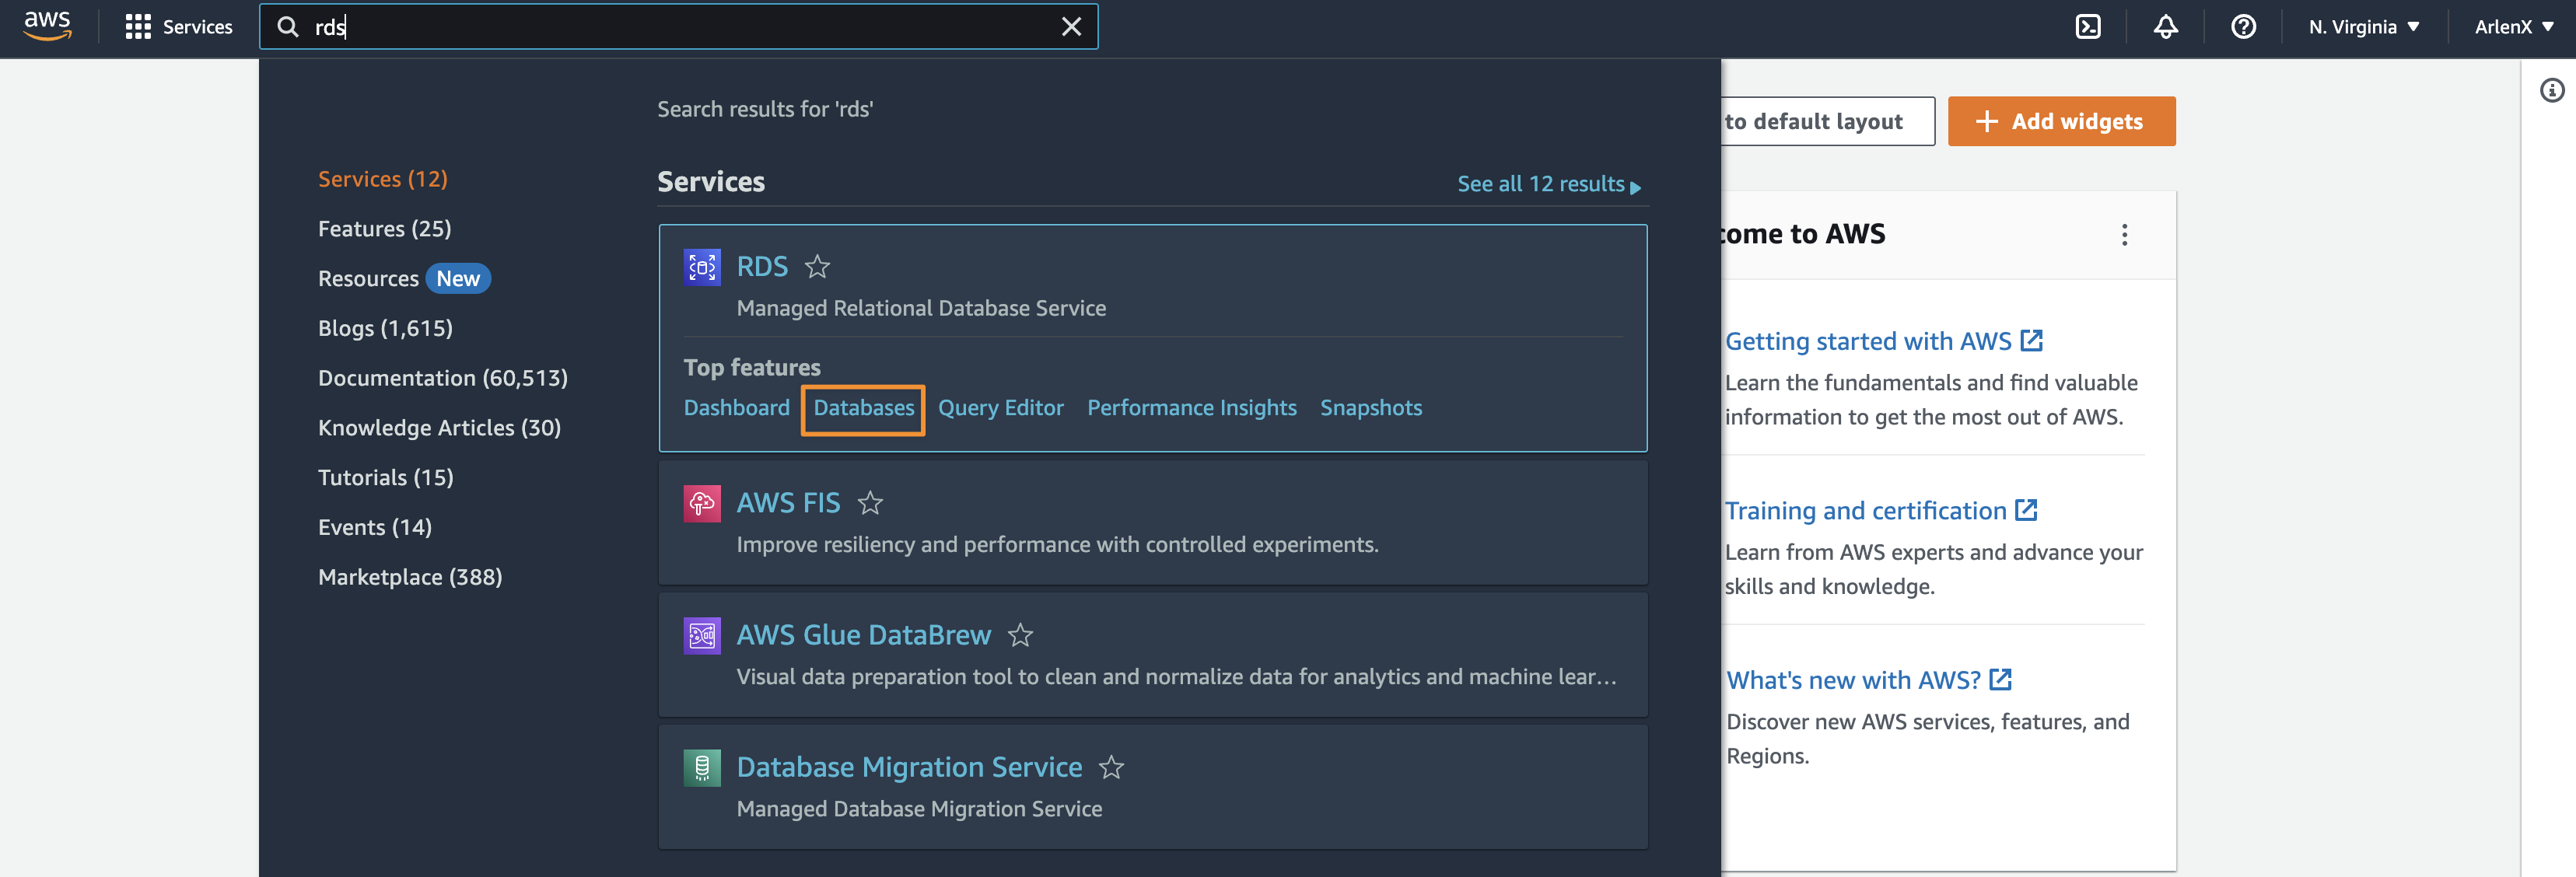 aws
Services
rds
N. Virginia
ArlenX
Search results for 'rds'
Services (12)
Features (25)
Resources New
Blogs (1,615)
Documentation (60,513)
Knowledge Articles (30)
Tutorials (15)
Events (14)
Marketplace (388)
Services
See all 12 results
RDS
Managed Relational Database Service
Top features
Dashboard Databases Query Editor Performance Insights Snapshots
AWS FIS
Improve resiliency and performance with controlled experiments.
AWS Glue DataBrew
Visual data preparation tool to clean and normalize data for analytics and machine lear...
Database Migration Service
Managed Database Migration Service
to default layout
+ Add widgets
come to AWS
Getting started with AWS
Learn the fundamentals and find valuable
information to get the most out of AWS.
Training and certification
Learn from AWS experts and advance your
skills and knowledge.
What's new with AWS?
Discover new AWS services, features, and
Regions.